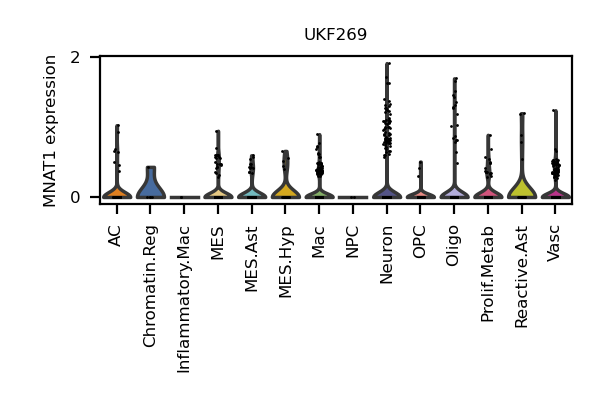 UKF269
MNAT1 expression
2
0
AC
Chromatin.Reg
Inflammatory.Mac
MES
MES.Ast
MES.Hyp
Mac
NPC
Neuron
OPC
Oligo
Prolif.Metab
Reactive.Ast
Vasc